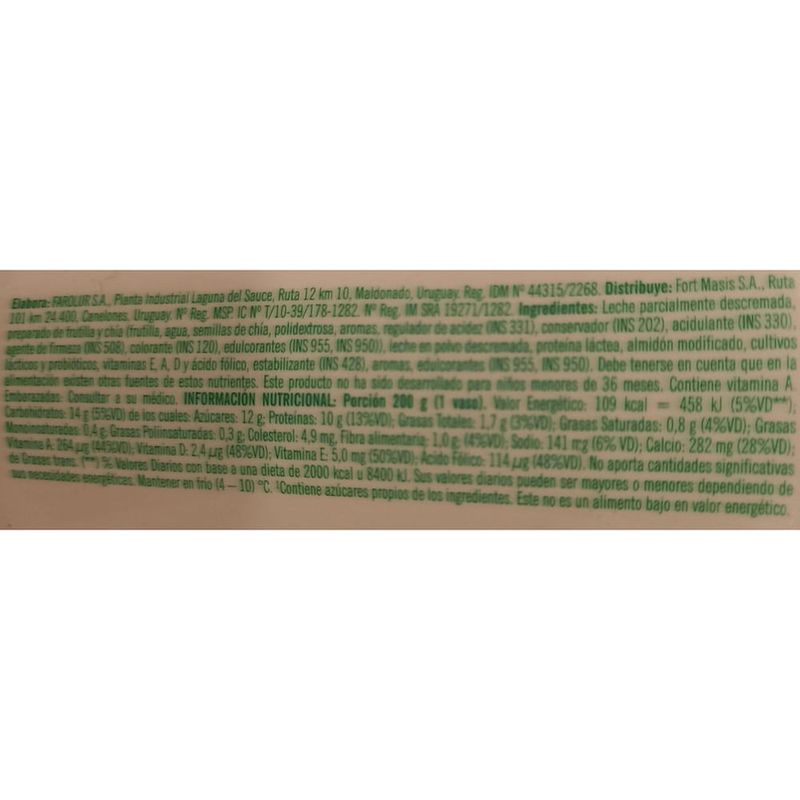 Elabora: FAROLUR S.A., Planta Industrial Laguna del Sauce, Ruta 12 km 10, Maldonado, Uruguay. Reg. IDM Nº 44315/2268. Distribuye: Fort Masis S.A., Ruta
101 km 24.400, Canelones, Uruguay. Nº Reg. MSP. IC Nº T/10-39/178-1282. Nº Reg. IM SRA 19271/1282. Ingredientes: Leche parcialmente descremada,
preparado de frutilla y chía (frutilla, agua, semillas de chía, polidextrosa, aromas, regulador de acidez (INS 331), conservador (INS 202), acidulante (INS 330),
agente de firmeza (INS 508), colorante (INS 120), edulcorantes (INS 955, INS 950)), leche en polvo descremada, proteína láctea, almidón modificado, cultivos
lácticos y probióticos, vitaminas E, A, D y ácido fólico, estabilizante (INS 428), aromas, edulcorantes (INS 955, INS 950). Debe tenerse en cuenta que en la
alimentación existen otras fuentes de estos nutrientes. Este producto no ha sido desarrollado para niños menores de 36 meses. Contiene vitamina A.
Embarazadas: Consultar a su médico. INFORMACIÓN NUTRICIONAL: Porción 200 g (1 vaso). Valor Energético: 109 kcal = 458 kJ (5%VD**);
Carbohidratos: 14 g (5%VD) de los cuales: Azúcares: 12 g; Proteínas: 10 g (13%VD); Grasas Totales: 1,7 g (3%VD); Grasas Saturadas: 0,8 g (4%VD); Grasas
Monoinsaturadas: 0,4 g; Grasas Poliinsaturadas: 0,3 g; Colesterol: 4,9 mg, Fibra alimentaria: 1,0 g (4%VD); Sodio: 141 mg (6% VD); Calcio: 282 mg (28%VD);
Vitamina A: 264 µg (44%VD); Vitamina D: 2,4 µg (48%VD); Vitamina E: 5,0 mg (50%VD); Ácido Fólico: 114 µg (48%VD). No aporta cantidades significativas
de Grasas trans. (**) % Valores Diarios con base a una dieta de 2000 kcal u 8400 kJ. Sus valores diarios pueden ser mayores o menores dependiendo de
sus necesidades energéticas. Mantener en frío (4 – 10) °C. ¹Contiene azúcares propios de los ingredientes. Este no es un alimento bajo en valor energético.